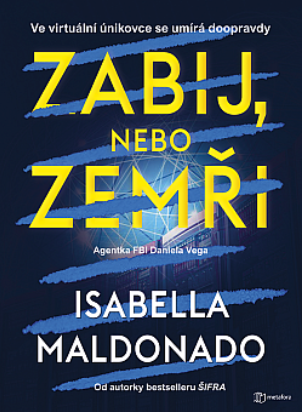 Ve virtuální únikovce se umírá doopravdy
ZABIJ,
NEBO
ZEMŘI
Agentka FBI Daniela Vega
ISABELLA
MALDONADO
Od autorky bestselleru ŠIFRA
metafora